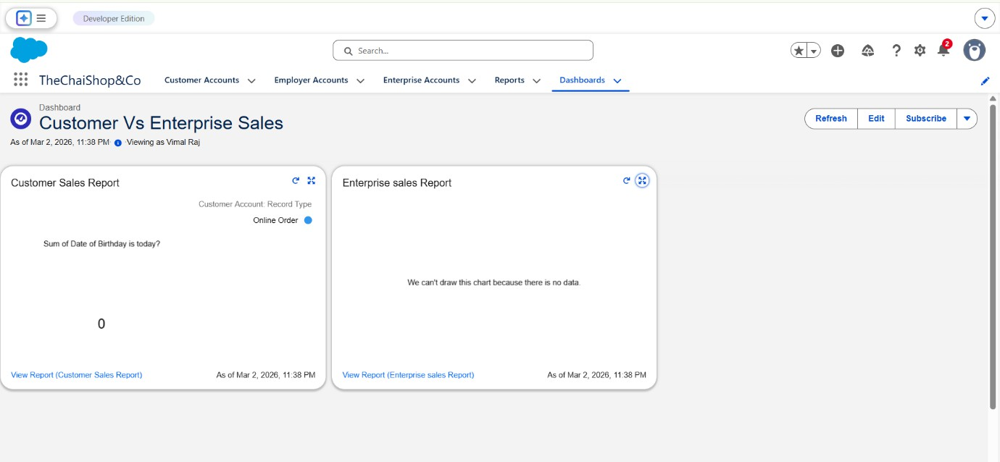 Developer Edition
Search...
2
TheChaiShop&Co
Customer Accounts
Employer Accounts
Enterprise Accounts
Reports
Dashboards
Dashboard
Customer Vs Enterprise Sales
As of Mar 2, 2026, 11:38 PM Viewing as Vimal Raj
Refresh
Edit
Subscribe
Customer Sales Report
Customer Account: Record Type
Online Order
Sum of Date of Birthday is today?
0
View Report (Customer Sales Report)
As of Mar 2, 2026, 11:38 PM
Enterprise sales Report
We can't draw this chart because there is no data.
View Report (Enterprise sales Report)
As of Mar 2, 2026, 11:38 PM